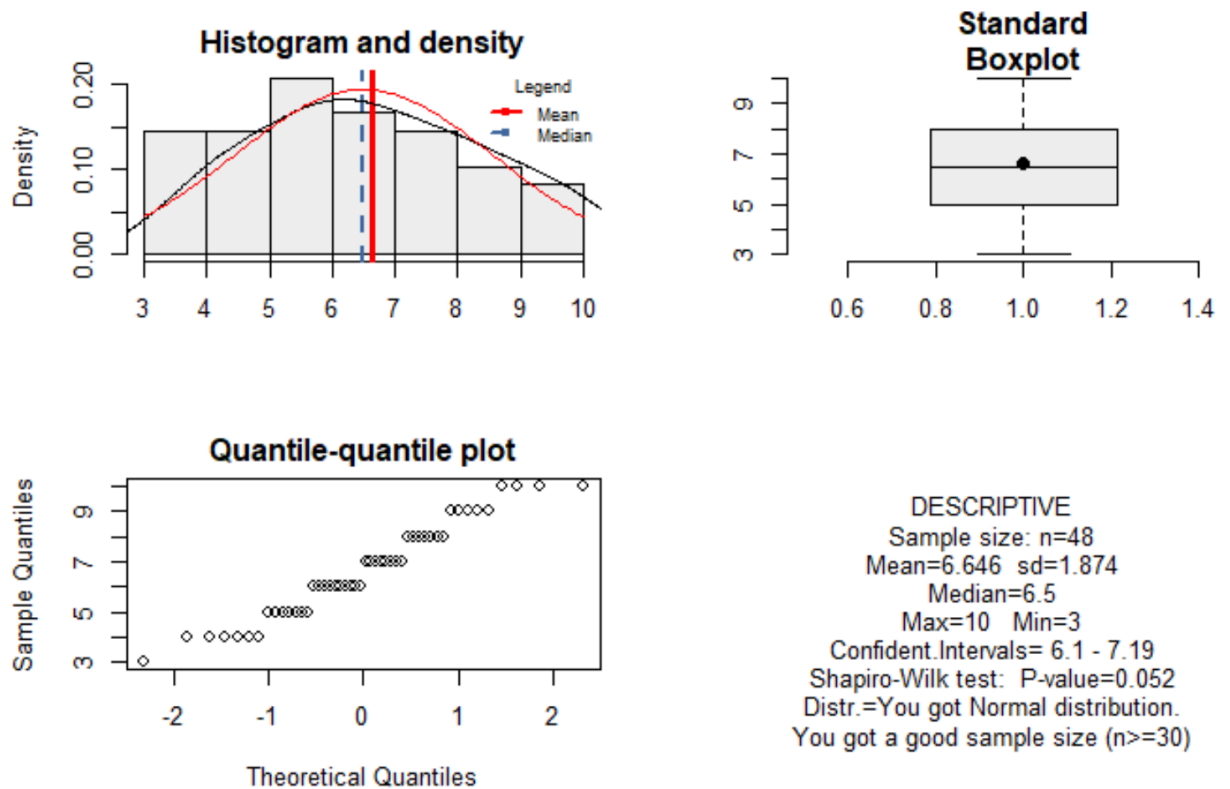 Histogram and density
Density
0.00 0.10 0.20
Legend
Mean
Median
3 4 5 6 7 8 9 10
Standard
Boxplot
3 5 7 9
0.6 0.8 1.0 1.2 1.4
Quantile-quantile plot
Sample Quantiles
3 5 7 9
-2 -1 0 1 2
Theoretical Quantiles
DESCRIPTIVE
Sample size: n=48
Mean=6.646 sd=1.874
Median=6.5
Max=10 Min=3
Confident.Intervals= 6.1 - 7.19
Shapiro-Wilk test: P-value=0.052
Distr.=You got Normal distribution.
You got a good sample size (n>=30)